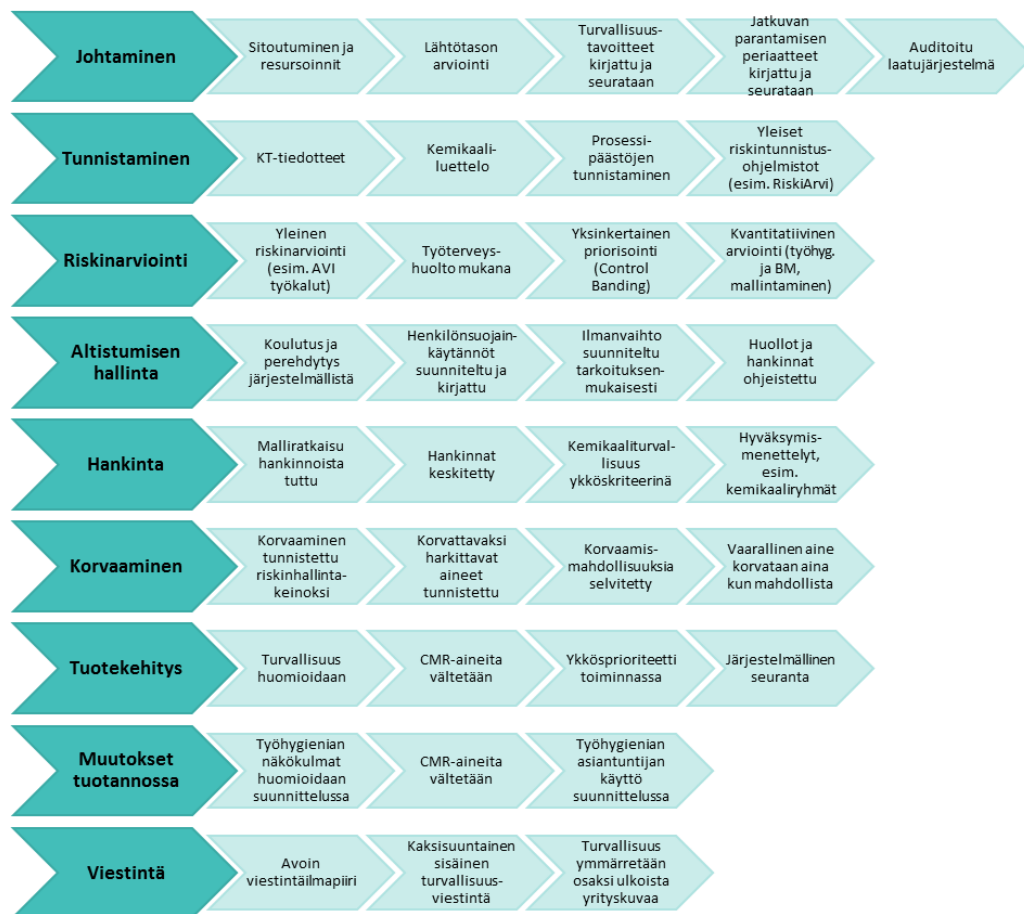 Johtaminen
Sitoutuminen ja
resursoinnit
Lähtötason
arviointi
Turvallisuus-
tavoitteet
kirjattu ja
seurataan
Jatkuvan
parantamisen
periaatteet
kirjattu ja
seurataan
Auditoitu
laatujärjestelmä
Tunnistaminen
KT-tiedotteet
Kemikaali-
luettelo
Prosessi-
päästöjen
tunnistaminen
Yleiset
riskintunnistus-
ohjelmistot
(esim. RiskiArvi)
Riskinarviointi
Yleinen
riskinarviointi
(esim. AVI
työkalut)
Työterveys-
huolto mukana
Yksinkertainen
priorisointi
(Control
Banding)
Kvantitatiivinen
arviointi (työhyg.
ja BM,
mallintaminen)
Altistumisen
hallinta
Koulutus ja
perehdytys
järjestelmällistä
Henkilönsuojain-
käytännöt
suunniteltu ja
kirjattu
Ilmanvaihto
suunniteltu
tarkoituksen-
mukaisesti
Huollot ja
hankinnat
ohjeistettu
Hankinta
Malliratkaisu
hankinnoista
tuttu
Hankinnat
keskitetty
Kemikaaliturval-
lisuus
ykköskriteerinä
Hyväksymis-
menettelyt,
esim.
kemikaaliryhmät
Korvaaminen
Korvaaminen
tunnistettu
riskinhallinta-
keinoksi
Korvattavaksi
harkittavat
aineet
tunnistettu
Korvaamis-
mahdollisuuksia
selvitetty
Vaarallinen aine
korvataan aina
kun mahdollista
Tuotekehitys
Turvallisuus
huomioidaan
CMR-aineita
vältetään
Ykkösprioriteetti
toiminnassa
Järjestelmällinen
seuranta
Muutokset
tuotannossa
Työhygienian
näkökulmat
huomioidaan
suunnittelussa
CMR-aineita
vältetään
Työhygienian
asiantuntijan
käyttö
suunnittelussa
Viestintä
Avoin
viestintäilmapiiri
Kaksisuuntainen
sisäinen
turvallisuus-
viestintä
Turvallisuus
ymmärretään
osaksi ulkoista
yrityskuvaa